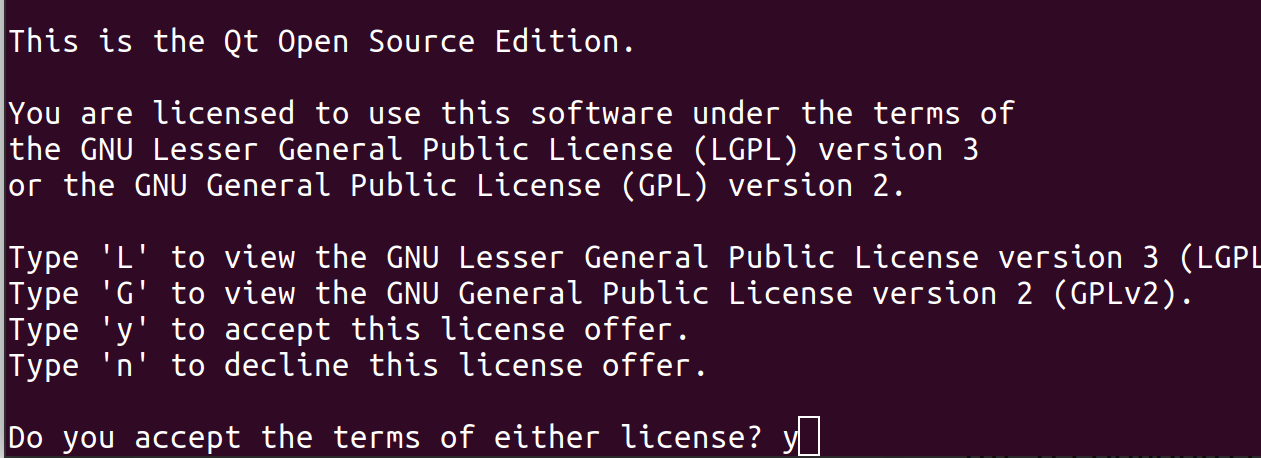 This is the Qt Open Source Edition.
You are licensed to use this software under the terms of
the GNU Lesser General Public License (LGPL) version 3
or the GNU General Public License (GPL) version 2.
Type 'L' to view the GNU Lesser General Public License version 3 (LGPL
Type 'G' to view the GNU General Public License version 2 (GPLv2).
Type 'y' to accept this license offer.
Type 'n' to decline this license offer.
Do you accept the terms of either license? y